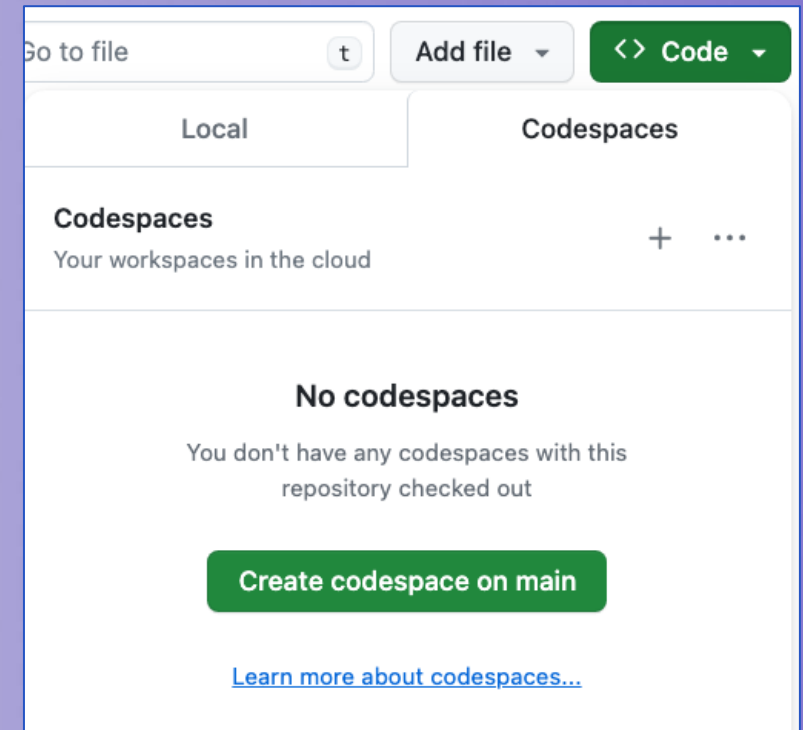 Go to file t Add file <> Code
Local Codespaces
Codespaces
Your workspaces in the cloud
No codespaces
You don't have any codespaces with this
repository checked out
Create codespace on main
Learn more about codespaces...